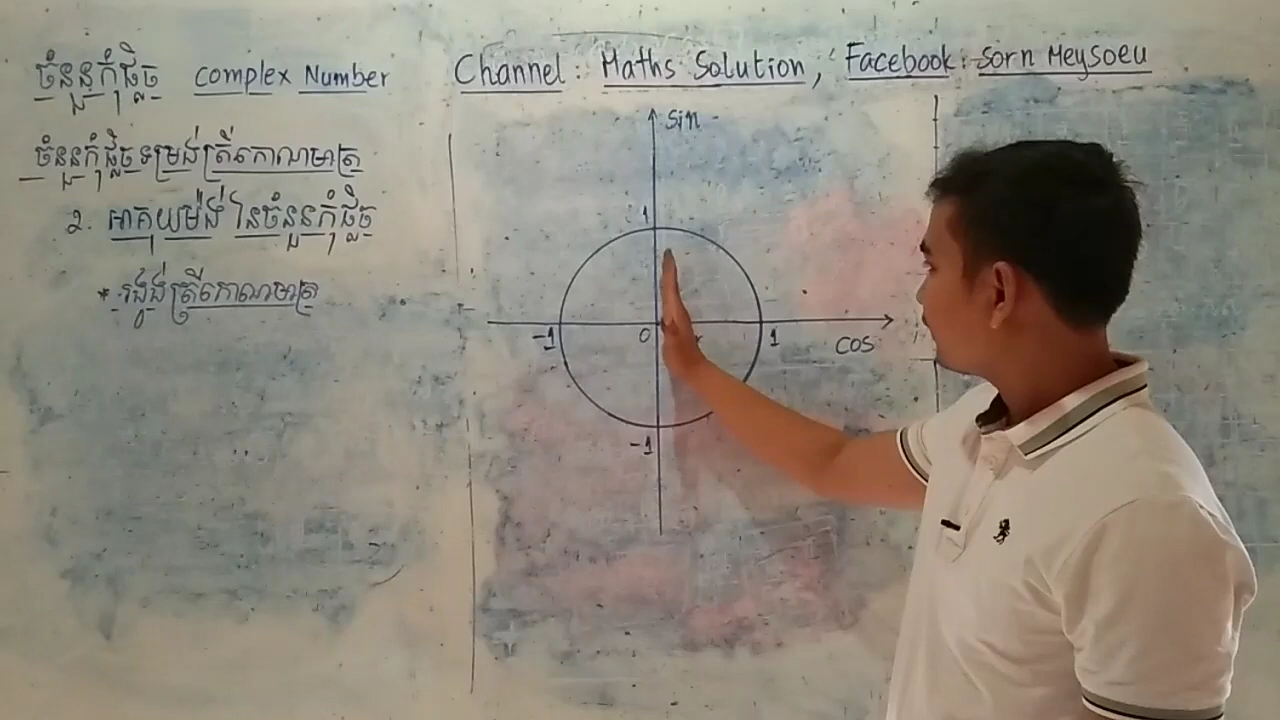 ចំនួនកុំផ្លិច complex Number
Channel : Maths Solution, Facebook : Sorn Meysoeu
ចំនួនកុំផ្លិចទម្រង់ត្រីកោណមាត្រ
២. អាគុយម៉ង់ នៃចំនួនកុំផ្លិច
* រង្វង់ត្រីកោណមាត្រ
sin
1
-1
0
1
cos
-1